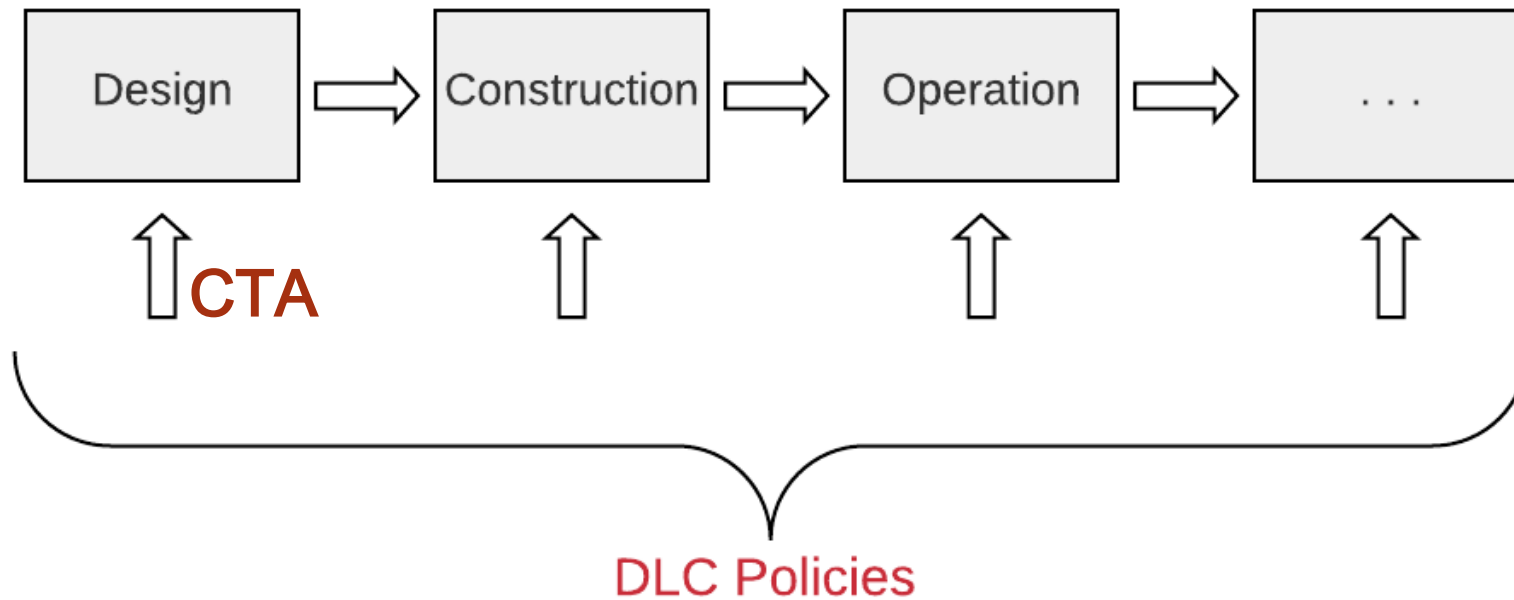 Design
Construction
Operation
. . .
CTA
DLC Policies